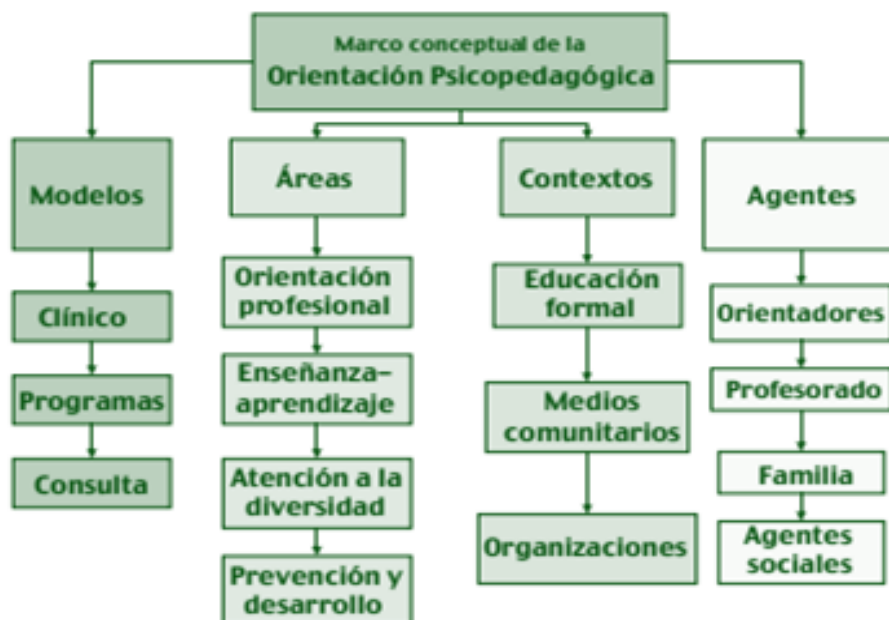 Marco conceptual de la
Orientación Psicopedagógica
Modelos
Clínico
Programas
Consulta
Áreas
Orientación
profesional
Enseñanza-
aprendizaje
Atención a la
diversidad
Prevención y
desarrollo
Contextos
Educación
formal
Medios
comunitarios
Organizaciones
Agentes
Orientadores
Profesorado
Familia
Agentes
sociales